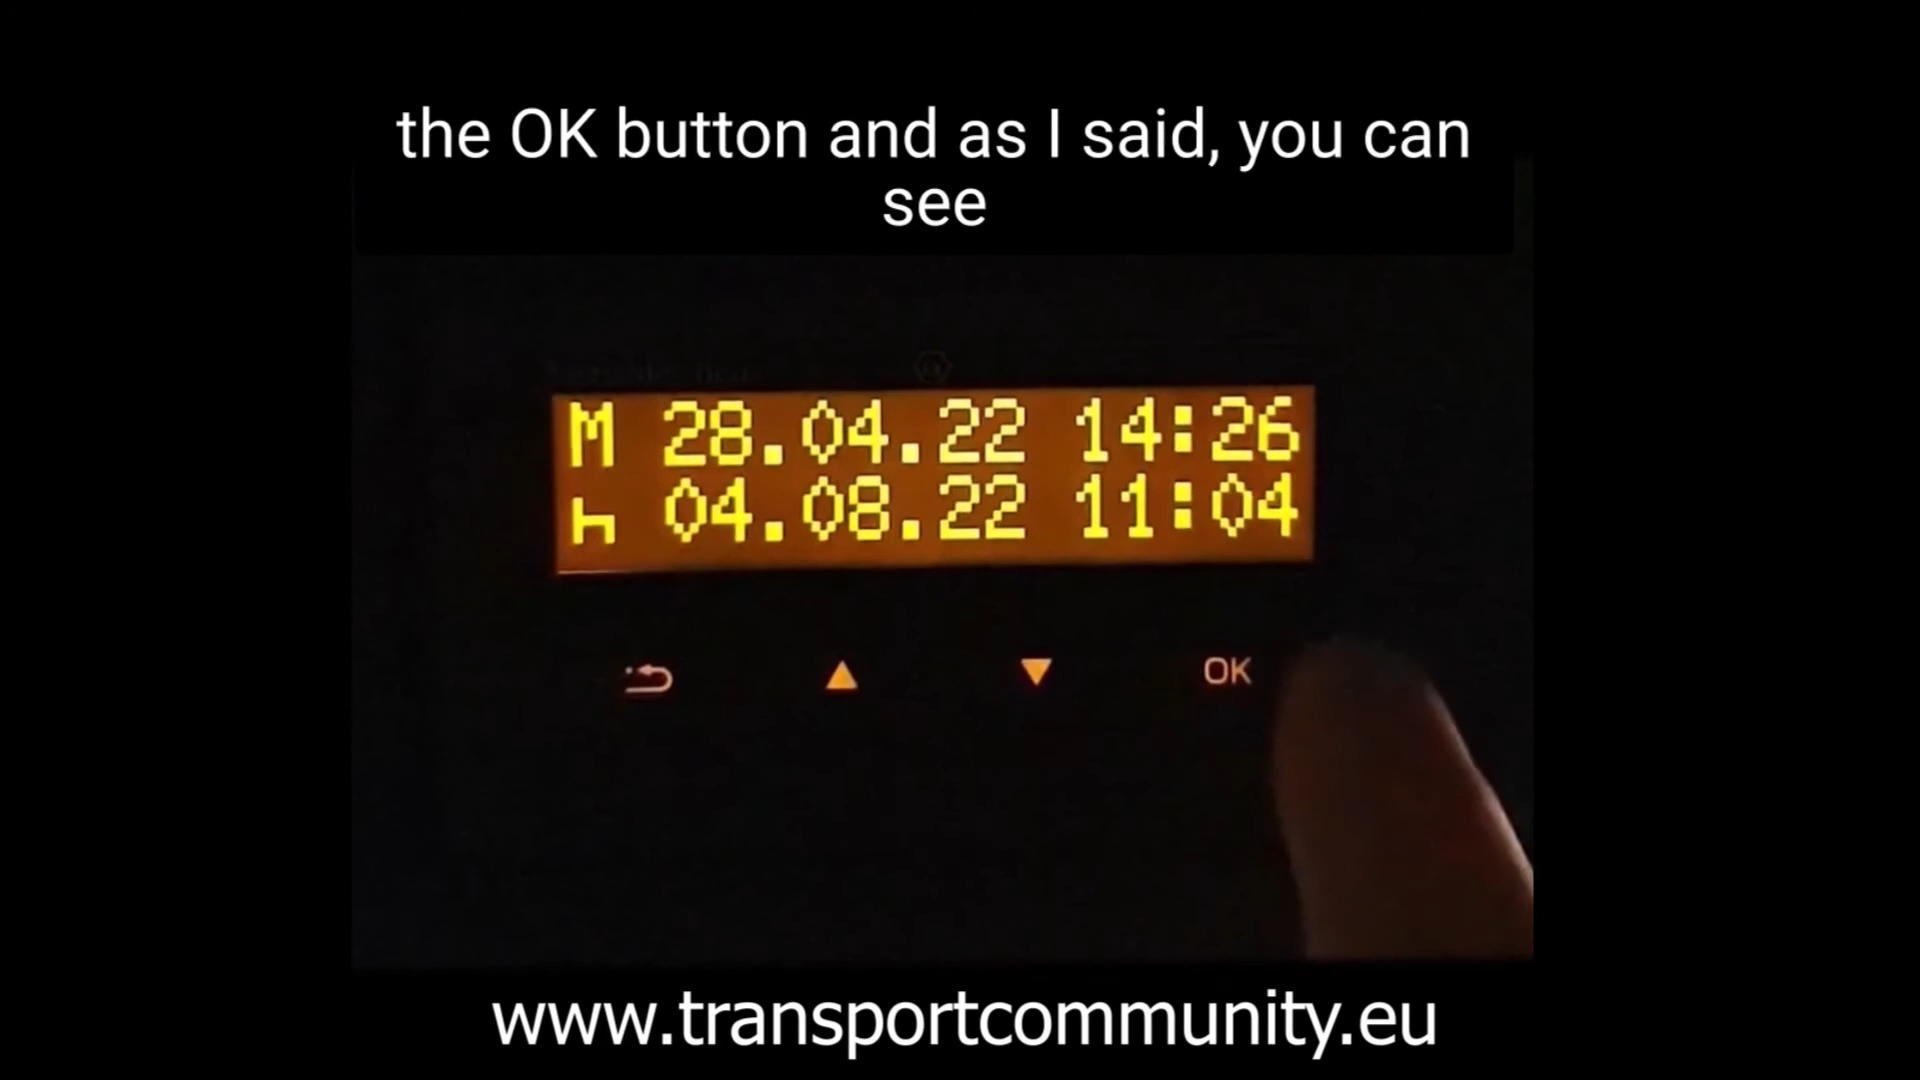 the OK button and as I said, you can
see
M 28.04.22 14:26
h 04.08.22 11:04
OK
www.transportcommunity.eu